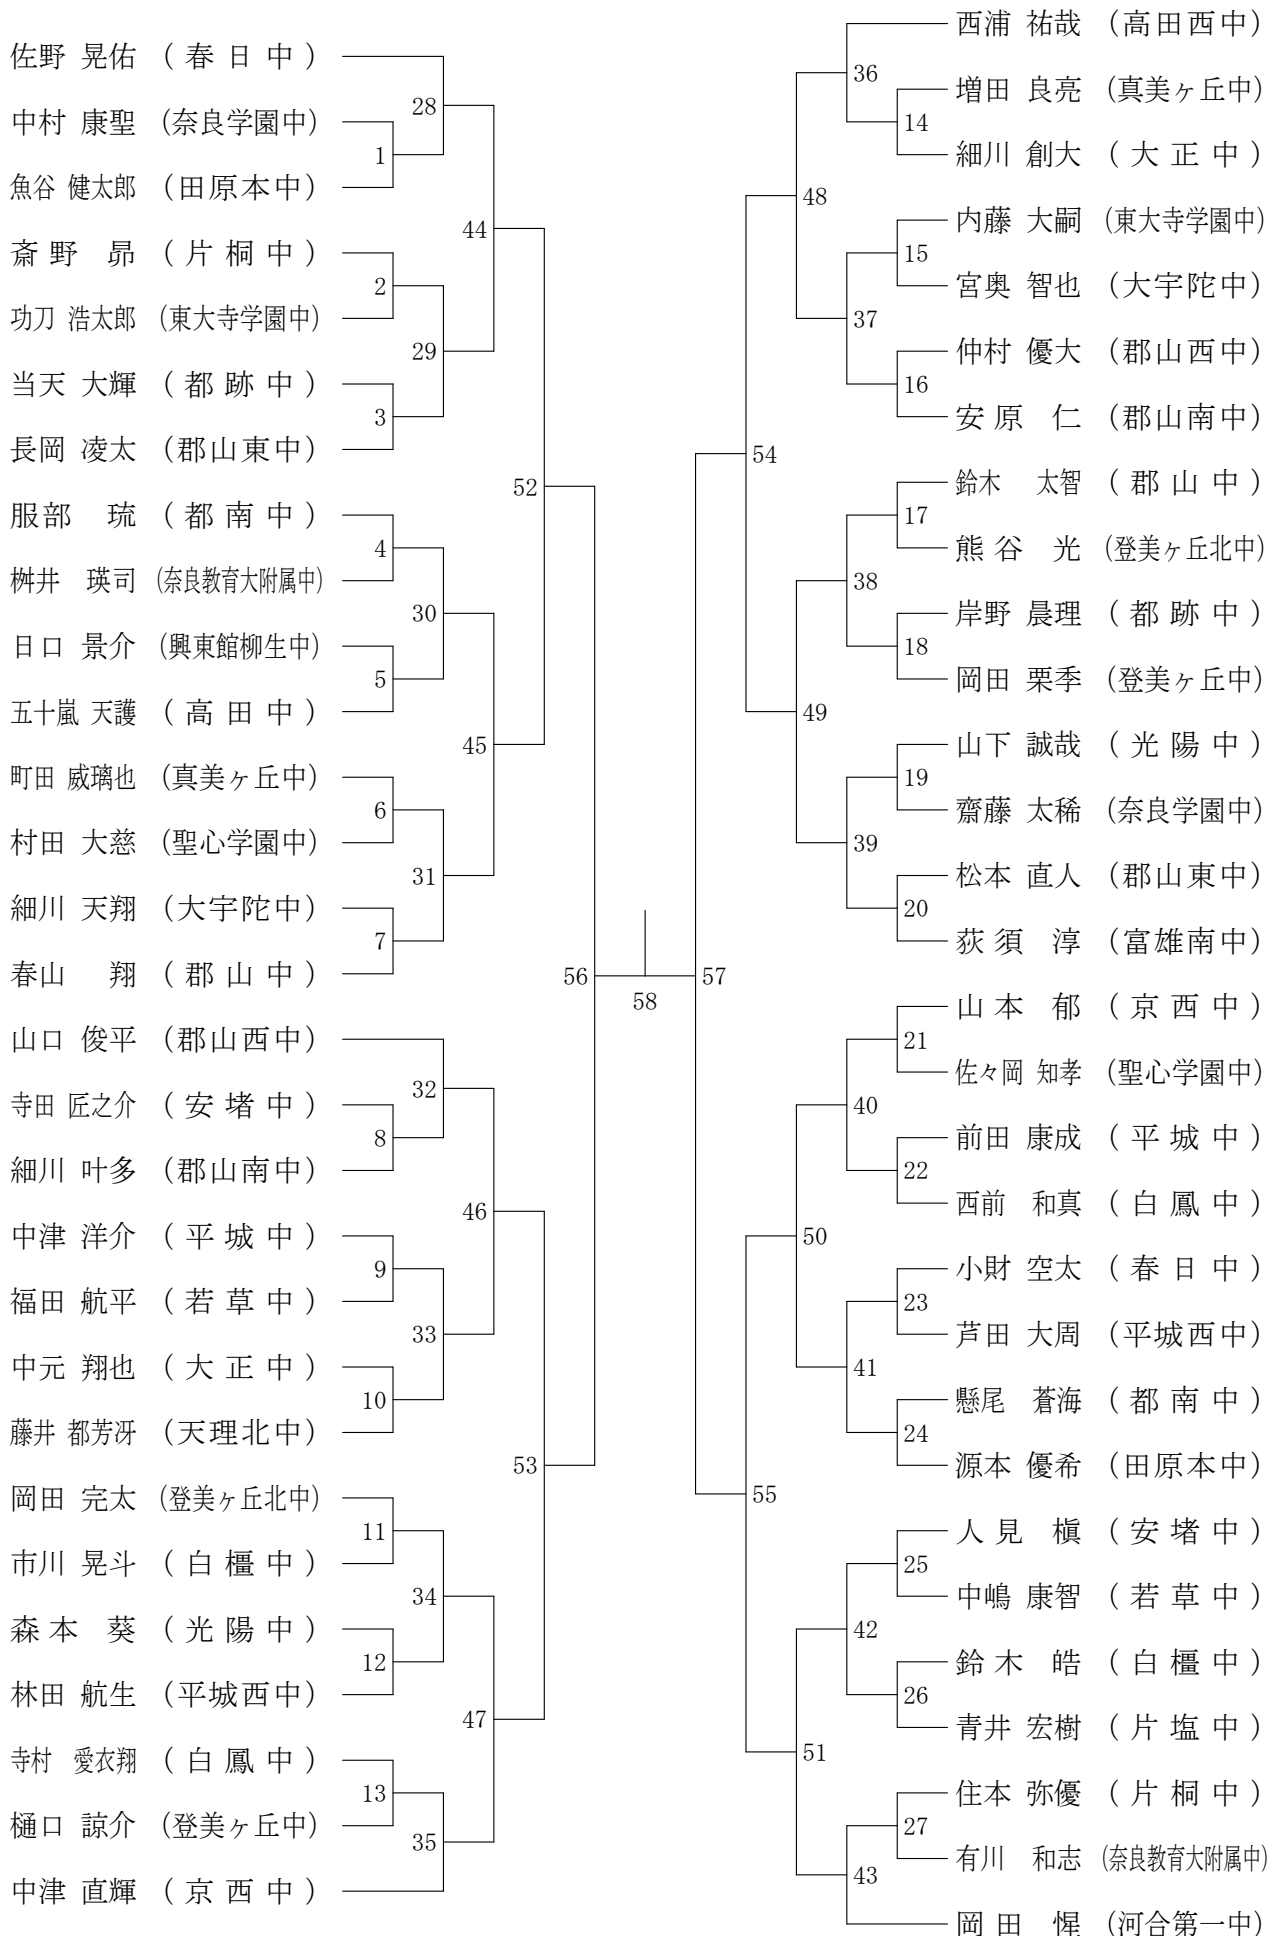 佐野 晃佑 （ 春 日 中 ）
28
中村 康聖 （奈良学園中）
1
魚谷 健太郎 （田原本中）
44
斎 野 昴 （ 片 桐 中 ）
2
功刀 浩太郎 （東大寺学園中）
29
当天 大輝 （ 都 跡 中 ）
3
長岡 凌太 （郡山東中）
52
服部 琉 （ 都 南 中 ）
4
桝井 瑛司 （奈良教育大附属中）
30
日口 景介 （興東館柳生中）
5
五十嵐 天護 （ 高 田 中 ）
45
町田 威璃也 （真美ヶ丘中）
6
村田 大慈 （聖心学園中）
31
細川 天翔 （大宇陀中）
7
春山 翔 （ 郡 山 中 ）
56
58
山口 俊平 （郡山西中）
32
寺田 匠之介 （ 安 堵 中 ）
8
細川 叶多 （郡山南中）
46
中津 洋介 （ 平 城 中 ）
9
福田 航平 （ 若 草 中 ）
33
中元 翔也 （ 大 正 中 ）
10
藤井 都芳冴 （天理北中）
53
岡田 完太 （登美ヶ丘北中）
11
市川 晃斗 （ 白 橿 中 ）
34
森 本 葵 （ 光 陽 中 ）
12
林田 航生 （平城西中）
47
寺村 愛衣翔 （ 白 鳳 中 ）
13
樋口 諒介 （登美ヶ丘中）
35
中津 直輝 （ 京 西 中 ）
西浦 祐哉 （高田西中）
36
増田 良亮 （真美ヶ丘中）
14
細川 創大 （ 大 正 中 ）
48
内藤 大嗣 （東大寺学園中）
15
宮奥 智也 （大宇陀中）
37
仲村 優大 （郡山西中）
16
安 原 仁 （郡山南中）
54
鈴木 太智 （ 郡 山 中 ）
17
熊 谷 光 （登美ヶ丘北中）
38
岸野 晨理 （ 都 跡 中 ）
18
岡田 栗季 （登美ヶ丘中）
49
山下 誠哉 （ 光 陽 中 ）
19
齋藤 太稀 （奈良学園中）
39
松本 直人 （郡山東中）
20
荻 須 淳 （富雄南中）
57
山 本 郁 （ 京 西 中 ）
21
佐々岡 知孝 （聖心学園中）
40
前田 康成 （ 平 城 中 ）
22
西前 和真 （ 白 鳳 中 ）
50
小財 空太 （ 春 日 中 ）
23
芦田 大周 （平城西中）
41
懸尾 蒼海 （ 都 南 中 ）
24
源本 優希 （田原本中）
55
人 見 槇 （ 安 堵 中 ）
25
中嶋 康智 （ 若 草 中 ）
42
鈴 木 皓 （ 白 橿 中 ）
26
青井 宏樹 （ 片 塩 中 ）
51
住本 弥優 （ 片 桐 中 ）
27
有川 和志 （奈良教育大附属中）
43
岡 田 惺 （河合第一中）